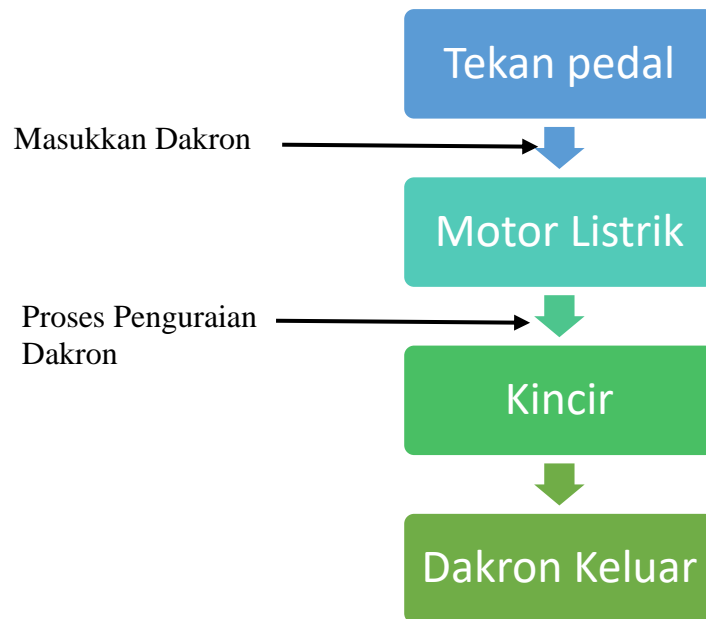 Tekan pedal
Masukkan Dakron
Motor Listrik
Proses Penguraian
Dakron
Kincir
Dakron Keluar